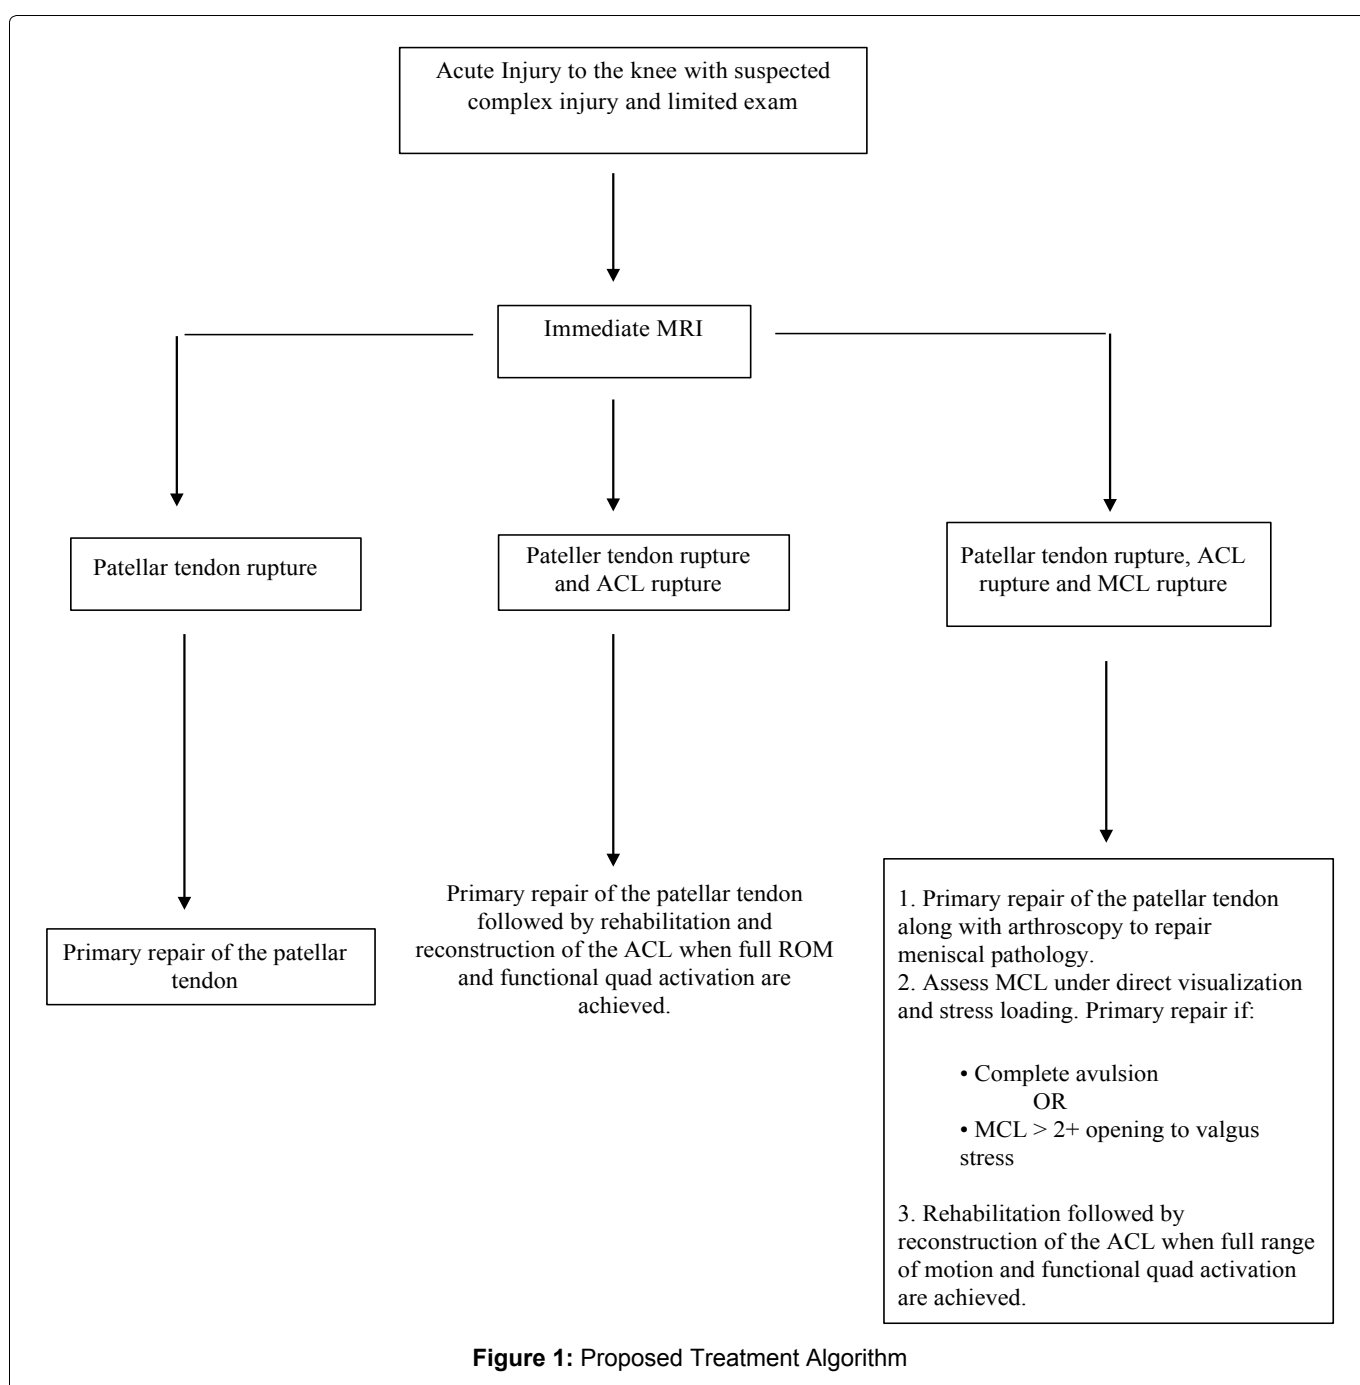 Acute Injury to the knee with suspected
complex injury and limited exam
Immediate MRI
Patellar tendon rupture
Pateller tendon rupture
and ACL rupture
Patellar tendon rupture, ACL
rupture and MCL rupture
Primary repair of the patellar
tendon
Primary repair of the patellar tendon
followed by rehabilitation and
reconstruction of the ACL when full ROM
and functional quad activation are
achieved.
1. Primary repair of the patellar tendon
along with arthroscopy to repair
meniscal pathology.
2. Assess MCL under direct visualization
and stress loading. Primary repair if:
• Complete avulsion
OR
• MCL > 2+ opening to valgus
stress
3. Rehabilitation followed by
reconstruction of the ACL when full range
of motion and functional quad activation
are achieved.
Figure 1: Proposed Treatment Algorithm